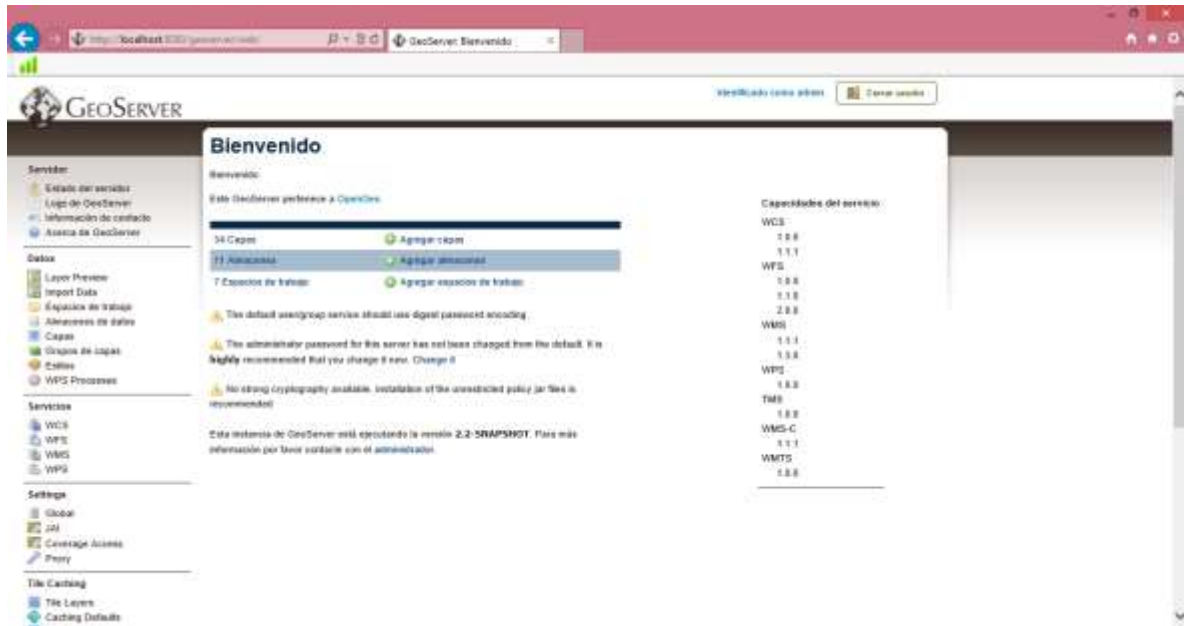 http://localhost
GeoServer: Bienvenido
GEOSERVER
Identificado como admin
Cerrar sesión
Servidor
Estado del servidor
Logs de GeoServer
Información de contacto
Acerca de GeoServer
Datos
Layer Preview
Import Data
Espacios de trabajo
Almacenes de datos
Capas
Grupos de capas
Estilos
WPS Processes
Servicios
WCS
WFS
WMS
WPS
Settings
Global
JAI
Coverage Access
Proxy
Tile Caching
Tile Layers
Caching Defaults
Bienvenido
Bienvenido
Este GeoServer pertenece a OpenGeo.
Capas
Agregar capas
Almacenes
Agregar almacenes
7 Espacios de trabajo
Agregar espacios de trabajo
The default user/group service should use digest password encoding.
The administrator password for this server has not been changed from the default. It is
highly recommended that you change it now. Change it
No strong cryptography available, installation of the unrestricted policy jar files is
recommended
Esta instancia de GeoServer está ejecutando la versión 2.2-SNAPSHOT. Para más
información por favor contacte con el administrador.
Capacidades del servicio
WCS
1.0.0
1.1.1
WFS
1.0.0
1.1.0
2.0.0
WMS
1.1.1
1.3.0
WPS
1.0.0
TMS
1.0.0
WMS-C
1.1.1
WMTS
1.0.0